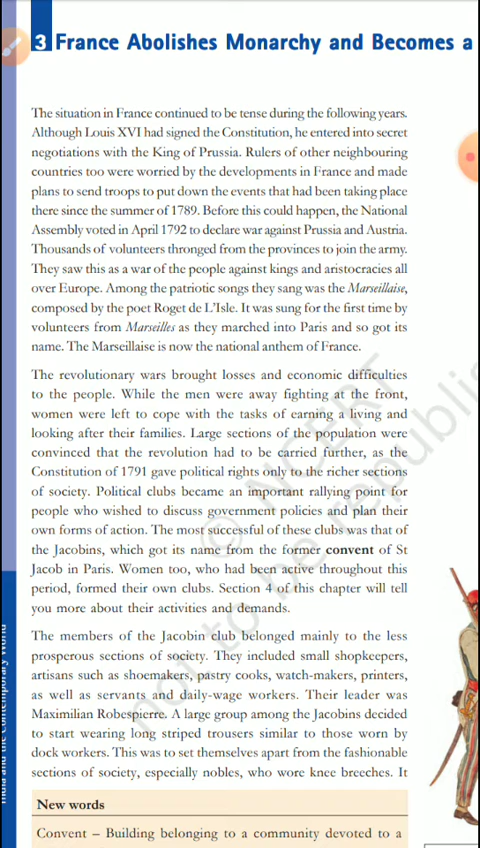 3 France Abolishes Monarchy and Becomes a
The situation in France continued to be tense during the following years.
Although Louis XVI had signed the Constitution, he entered into secret
negotiations with the King of Prussia. Rulers of other neighbouring
countries too were worried by the developments in France and made
plans to send troops to put down the events that had been taking place
there since the summer of 1789. Before this could happen, the National
Assembly voted in April 1792 to declare war against Prussia and Austria.
Thousands of volunteers thronged from the provinces to join the army.
They saw this as a war of the people against kings and aristocracies all
over Europe. Among the patriotic songs they sang was the Marseillaise,
composed by the poet Roget de L'Isle. It was sung for the first time by
volunteers from Marseilles as they marched into Paris and so got its
name. The Marseillaise is now the national anthem of France.
The revolutionary wars brought losses and economic difficulties
to the people. While the men were away fighting at the front,
women were left to cope with the tasks of earning a living and
looking after their families. Large sections of the population were
convinced that the revolution had to be carried further, as the
Constitution of 1791 gave political rights only to the richer sections
of society. Political clubs became an important rallying point for
people who wished to discuss government policies and plan their
own forms of action. The most successful of these clubs was that of
the Jacobins, which got its name from the former convent of St
Jacob in Paris. Women too, who had been active throughout this
period, formed their own clubs. Section 4 of this chapter will tell
you more about their activities and demands.
The members of the Jacobin club belonged mainly to the less
prosperous sections of society. They included small shopkeepers,
artisans such as shoemakers, pastry cooks, watch-makers, printers,
as well as servants and daily-wage workers. Their leader was
Maximilian Robespierre. A large group among the Jacobins decided
to start wearing long striped trousers similar to those worn by
dock workers. This was to set themselves apart from the fashionable
sections of society, especially nobles, who wore knee breeches. It
New words
Convent – Building belonging to a community devoted to a
India and the Contemporary World
© NCERT
not to be republis